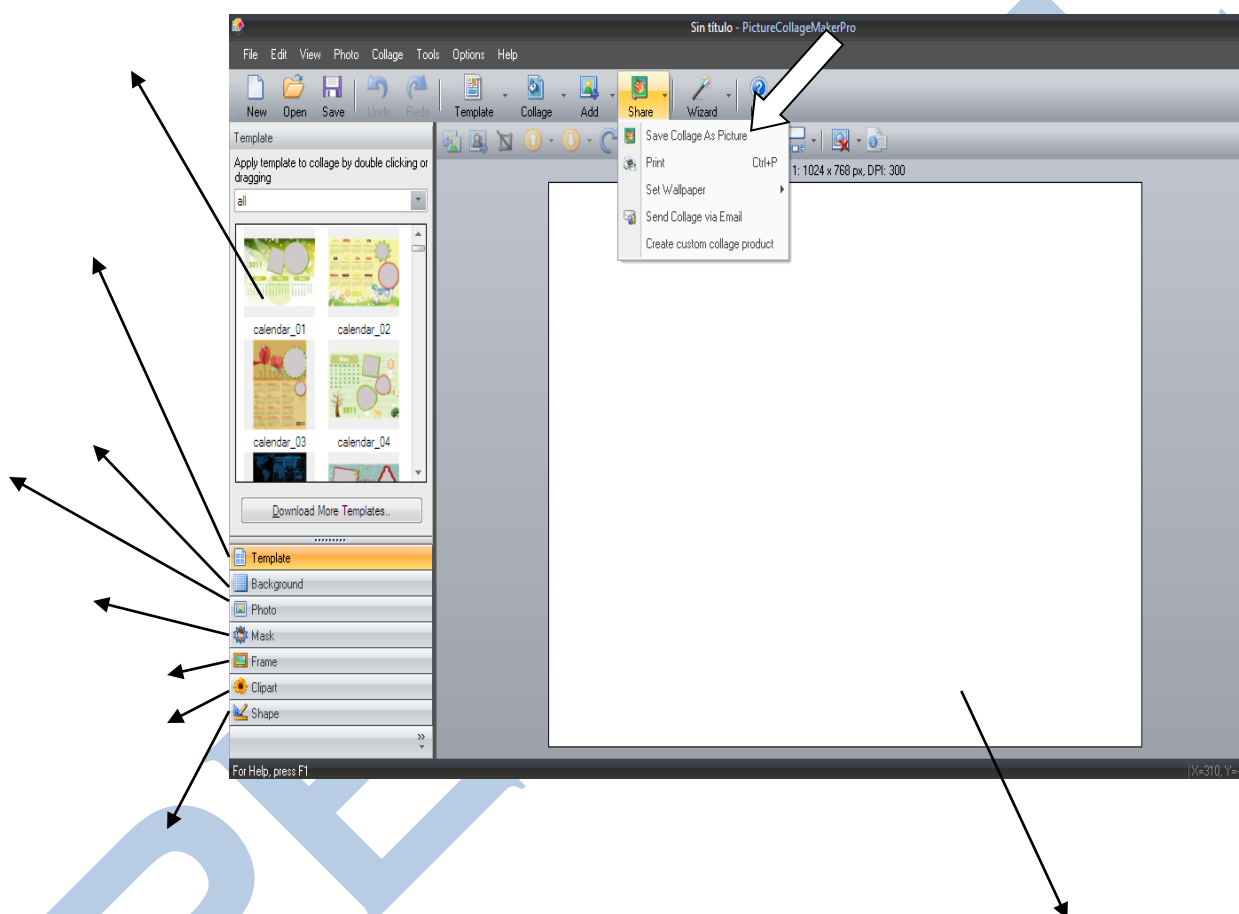 Sin título - PictureCollageMakerPro
File Edit View Photo Collage Tools Options Help
New Open Save Undo Redo Template Collage Add Share Wizard
Template
Apply template to collage by double clicking or
dragging
all
calendar_01 calendar_02
calendar_03 calendar_04
Download More Templates..
Template
Background
Photo
Mask
Frame
Clipart
Shape
Save Collage As Picture
Print Ctrl+P
Set Wallpaper
Send Collage via Email
Create custom collage product
1: 1024 x 768 px, DPI: 300
For Help, press F1
X=310, Y=